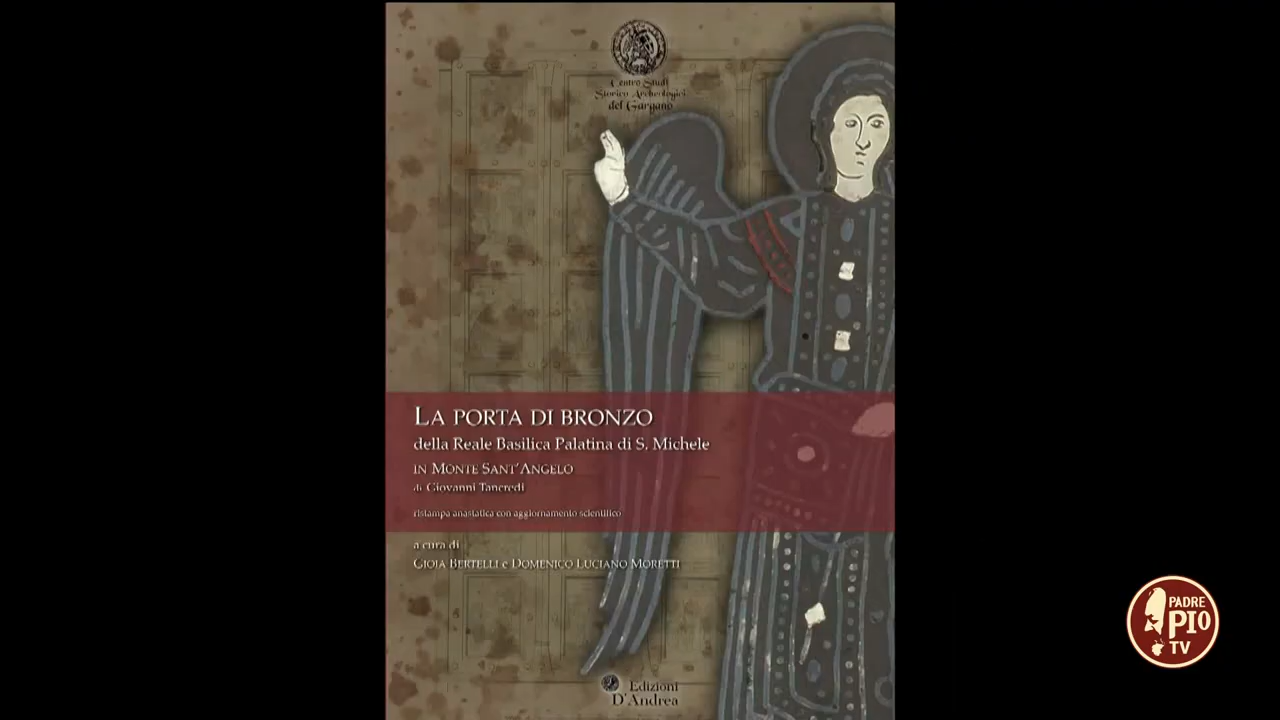 Centro Studi
Storico Archeologici
del Gargano
LA PORTA DI BRONZO
della Reale Basilica Palatina di S. Michele
IN MONTE SANT'ANGELO
di Giovanni Tancredi
ristampa anastatica con aggiornamento scientifico
a cura di
GIOIA BERTELLI e DOMENICO LUCIANO MORETTI
Edizioni
D'Andrea
PADRE
PIO
TV